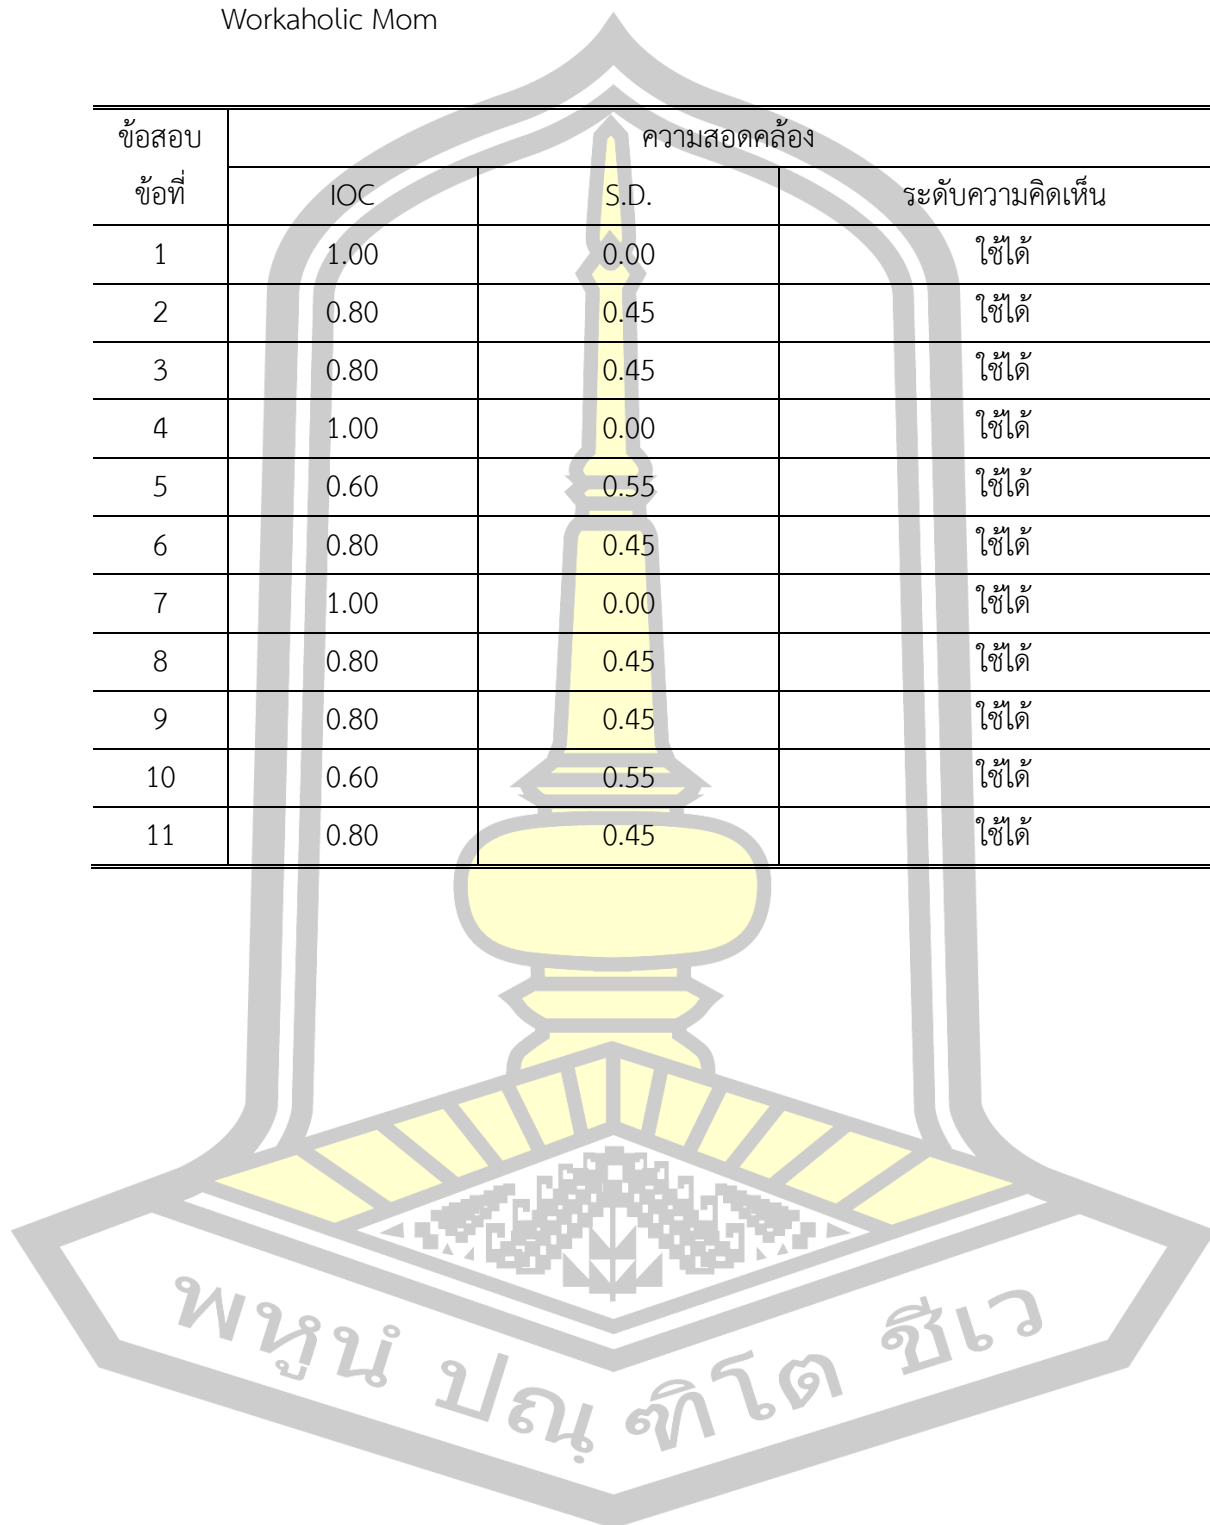 Workaholic Mom
ข้อสอบ ความสอดคล้อง
ข้อที่ IOC S.D. ระดับความคิดเห็น
1 1.00 0.00 ใช้ได้
2 0.80 0.45 ใช้ได้
3 0.80 0.45 ใช้ได้
4 1.00 0.00 ใช้ได้
5 0.60 0.55 ใช้ได้
6 0.80 0.45 ใช้ได้
7 1.00 0.00 ใช้ได้
8 0.80 0.45 ใช้ได้
9 0.80 0.45 ใช้ได้
10 0.60 0.55 ใช้ได้
11 0.80 0.45 ใช้ได้
พหูนํ ปณฺฑิโต ชีเว